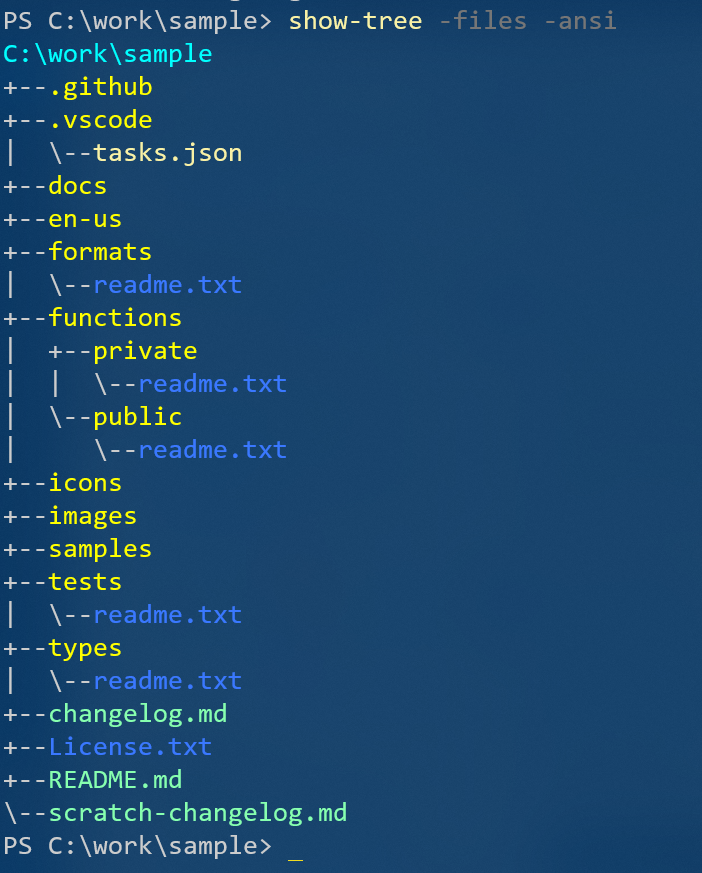 PS C:\work\sample> show-tree -files -ansi
C:\work\sample
+--.github
+--.vscode
|  \--tasks.json
+--docs
+--en-us
+--formats
|  \--readme.txt
+--functions
|  +--private
|  |  \--readme.txt
|  \--public
|     \--readme.txt
+--icons
+--images
+--samples
+--tests
|  \--readme.txt
+--types
|  \--readme.txt
+--changelog.md
+--License.txt
+--README.md
\--scratch-changelog.md
PS C:\work\sample> _